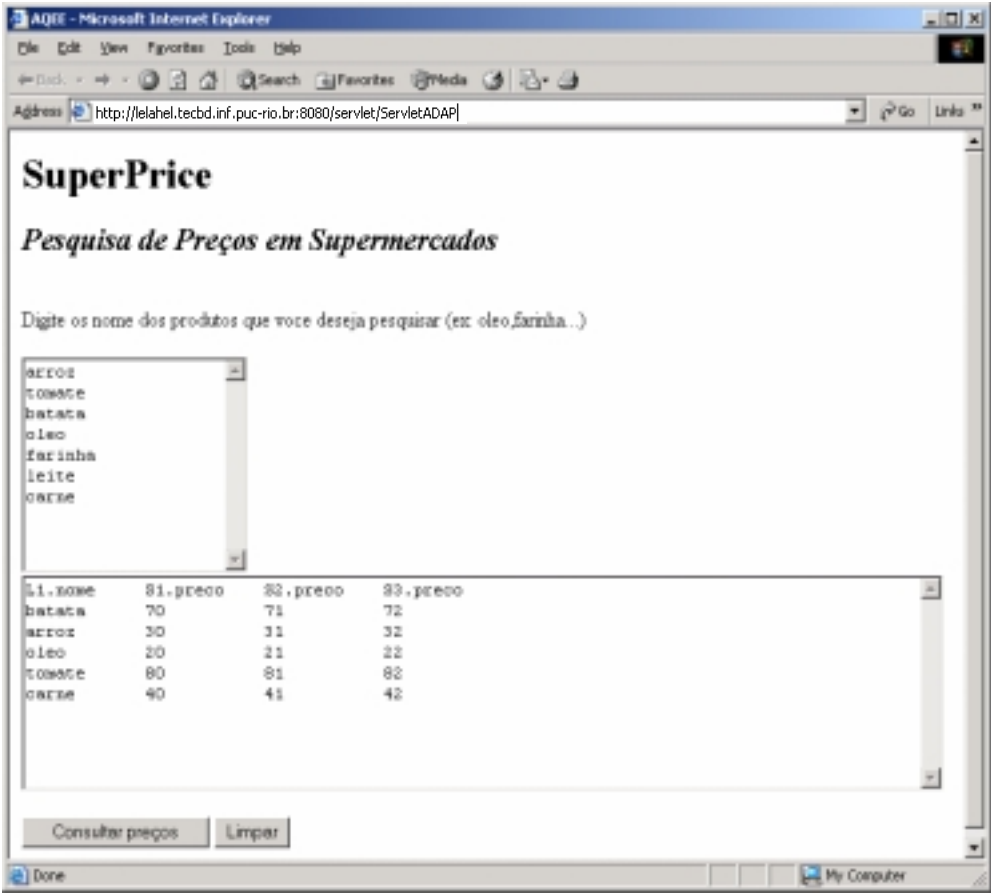 AQEE - Microsoft Internet Explorer
File Edit View Favorites Tools Help
Back Search Favorites Media
Address http://lelahel.tecbd.inf.puc-rio.br:8080/servlet/ServletADAP Go Links »
SuperPrice
Pesquisa de Preços em Supermercados
Digite os nome dos produtos que voce deseja pesquisar (ex: oleo,farinha...)
arroz
tomate
batata
oleo
farinha
leite
carne
L1.nome S1.preco S2.preco S3.preco
batata 70 71 72
arroz 30 31 32
oleo 20 21 22
tomate 80 81 82
carne 40 41 42
Consultar preços Limpar
Done My Computer